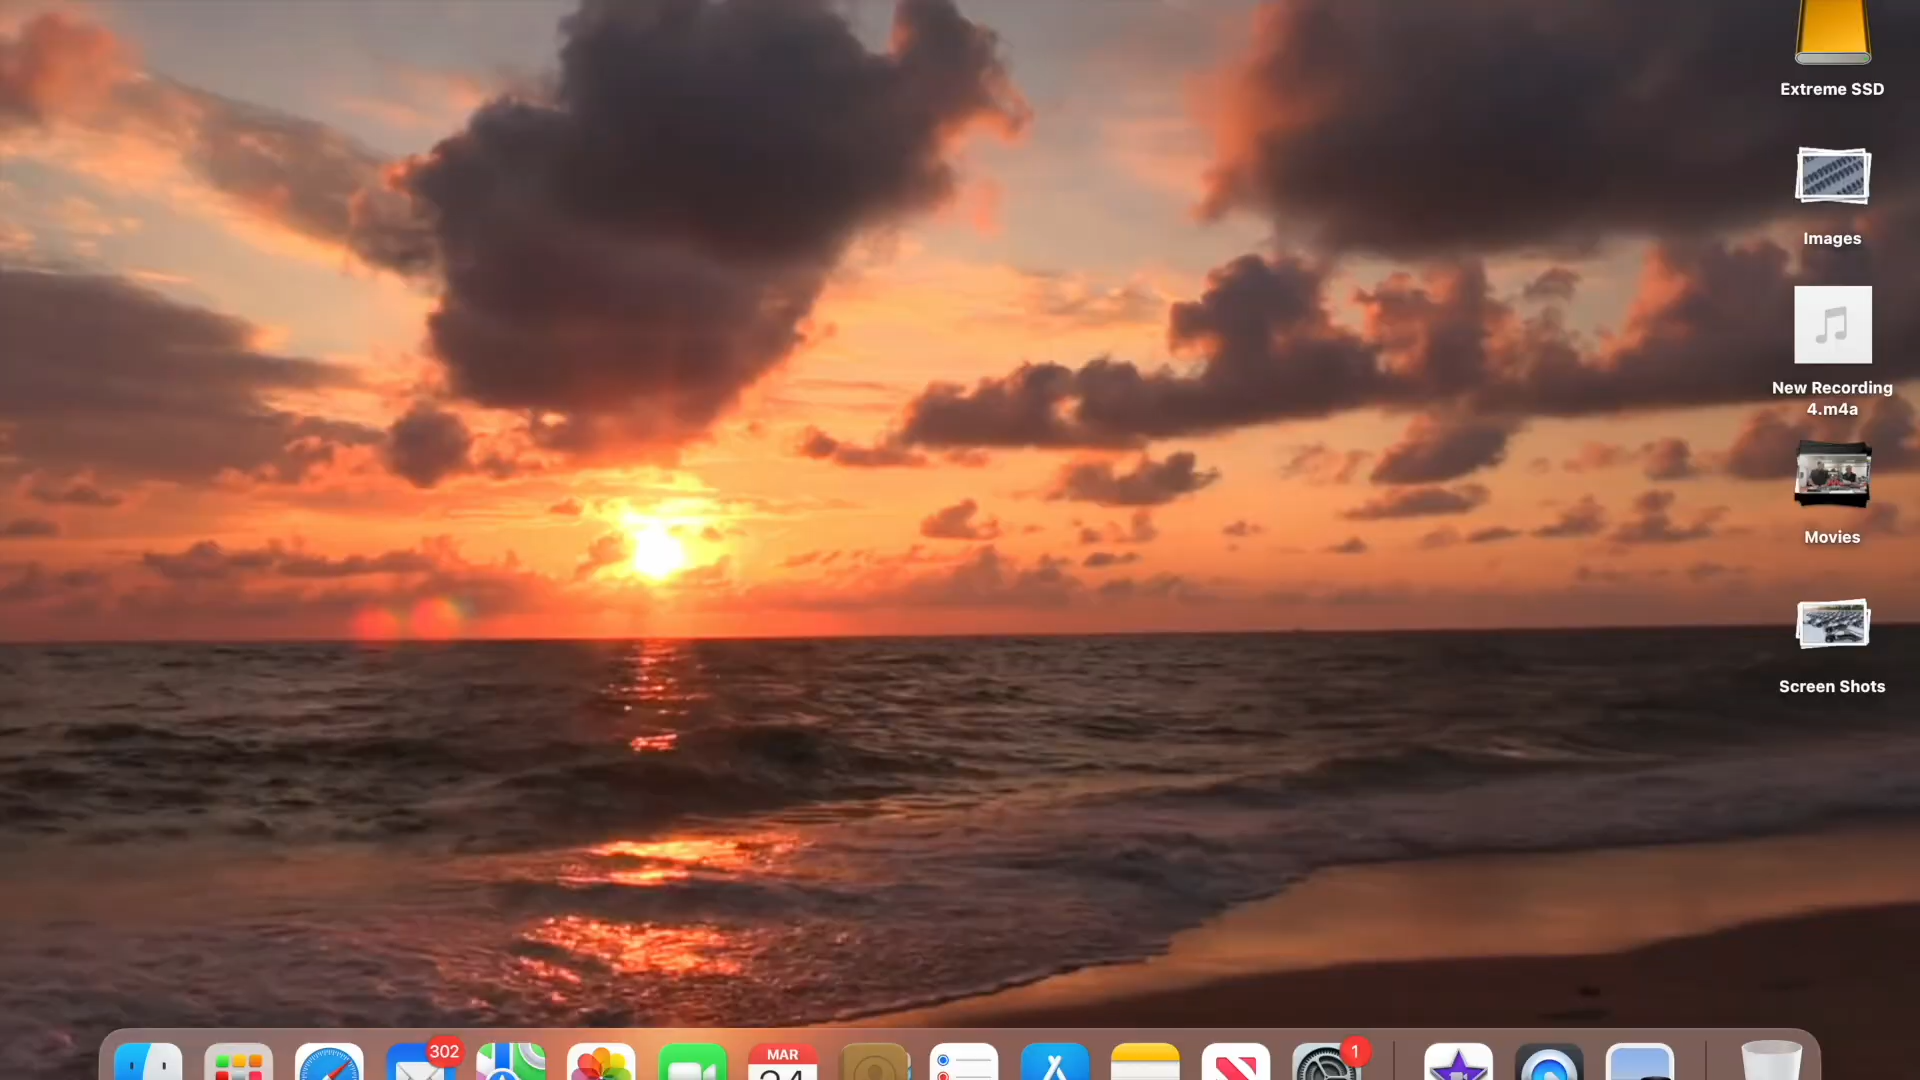 Extreme SSD
Images
New Recording
4.m4a
Movies
Screen Shots
302
MAR
1